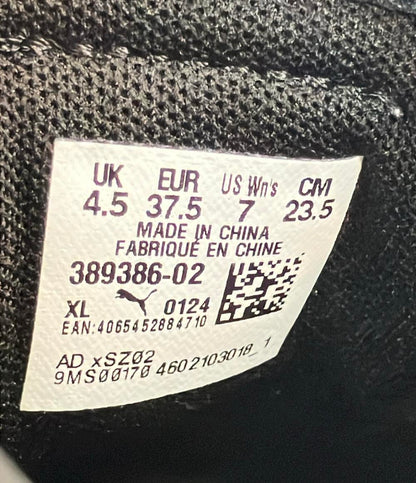 UK EUR US Wn's CM
4.5 37.5 7 23.5
MADE IN CHINA
FABRIQUÉ EN CHINE
389386-02
XL 0124
EAN:4065452884710
AD xSZ02
9MS00170 4602103018_1